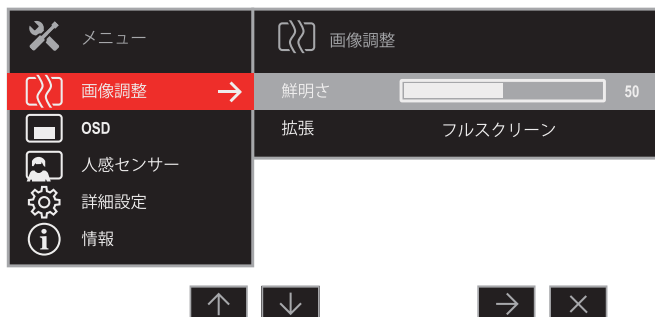 メニュー
画像調整
OSD
人感センサー
詳細設定
情報
画像調整
鮮明さ 50
拡張 フルスクリーン